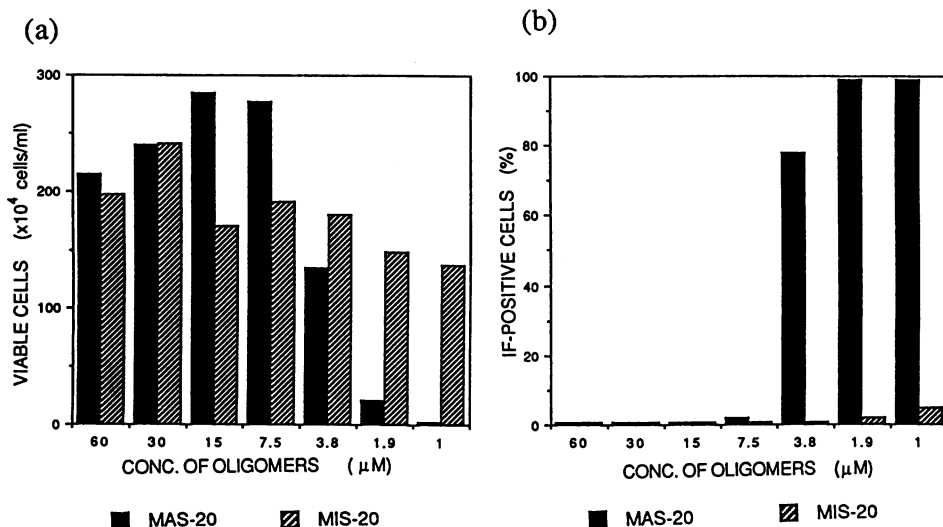 (a)
300
200
100
0
VIABLE CELLS (x10⁴ cells/ml)
60 30 15 7.5 3.8 1.9 1
CONC. OF OLIGOMERS ( μM)
MAS-20 MIS-20
(b)
100
80
60
40
20
0
IF-POSITIVE CELLS (%)
60 30 15 7.5 3.8 1.9 1
CONC. OF OLIGOMERS (μM)
MAS-20 MIS-20